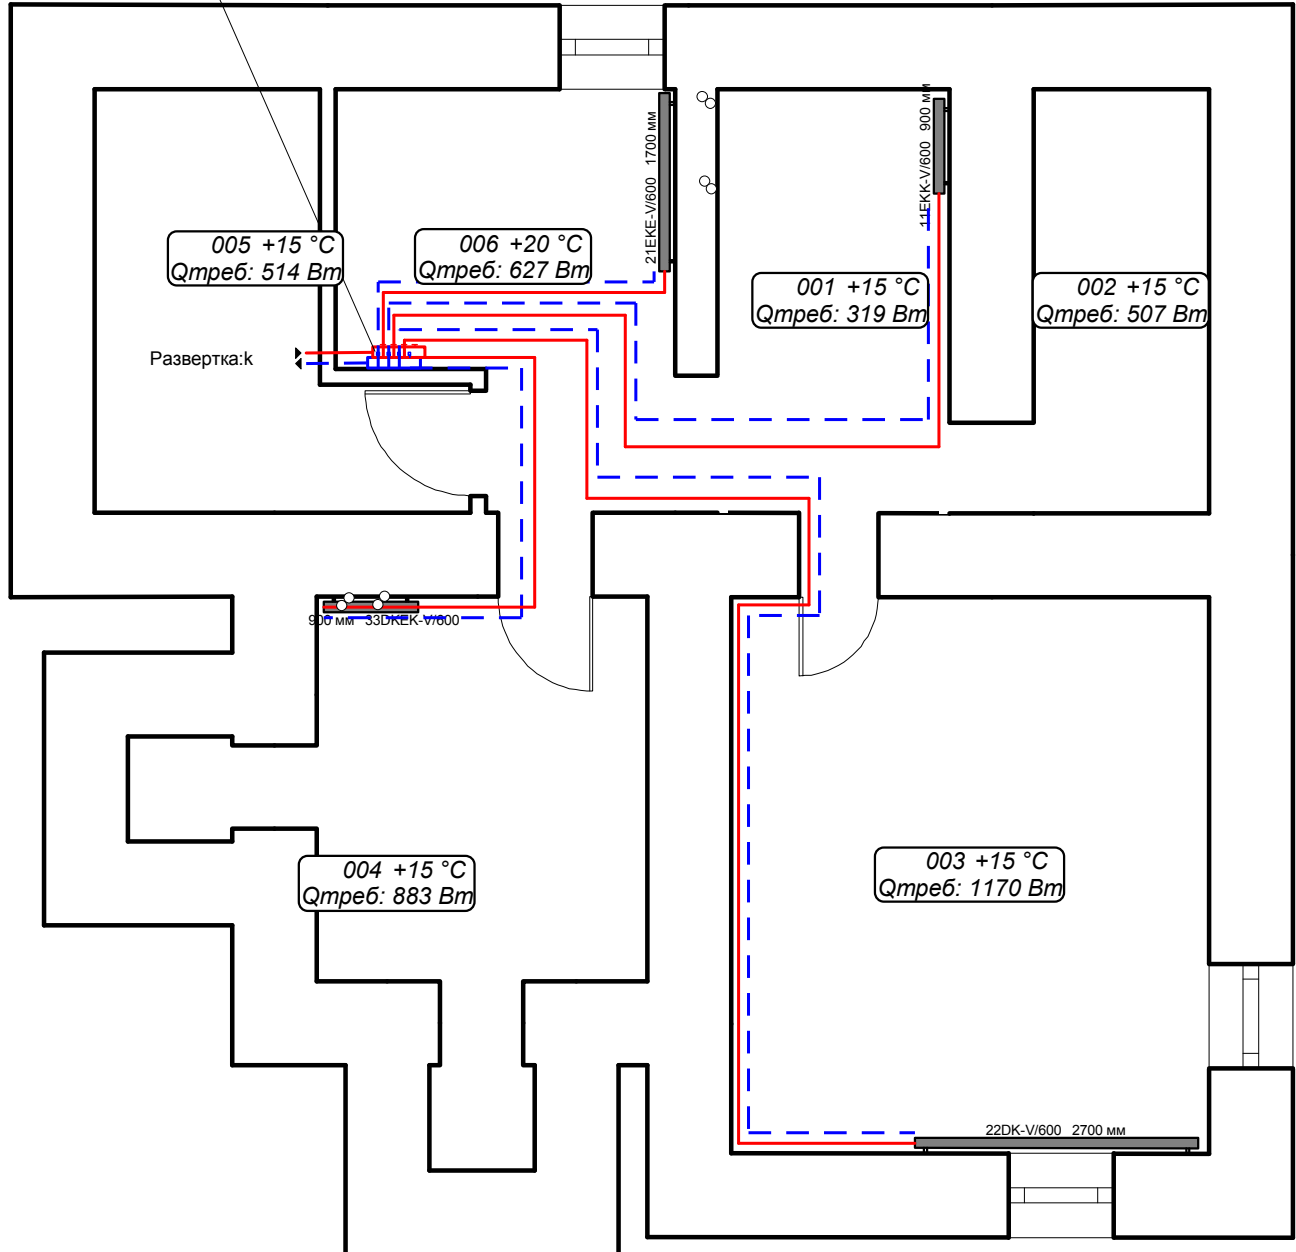 21EKE-V/600 1700 мм
11EKK-V/600 900 мм
005 +15 °C
Qтреб: 514 Вт
006 +20 °C
Qтреб: 627 Вт
001 +15 °C
Qтреб: 319 Вт
002 +15 °C
Qтреб: 507 Вт
Развертка:k
900 мм 33DKEK-V/600
004 +15 °C
Qтреб: 883 Вт
003 +15 °C
Qтреб: 1170 Вт
22DK-V/600 2700 мм